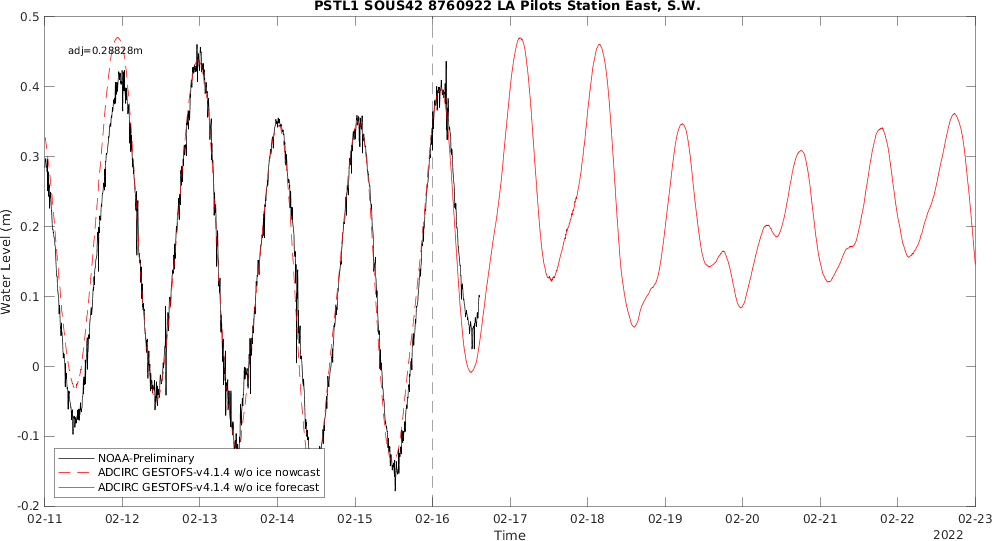 PSTL1 SOUS42 8760922 LA Pilots Station East, S.W.
adj=0.28828m
Water Level (m)
0.5
0.4
0.3
0.2
0.1
0
-0.1
-0.2
NOAA-Preliminary
ADCIRC GESTOFS-v4.1.4 w/o ice nowcast
ADCIRC GESTOFS-v4.1.4 w/o ice forecast
02-11 02-12 02-13 02-14 02-15 02-16 02-17 02-18 02-19 02-20 02-21 02-22 02-23
Time
2022